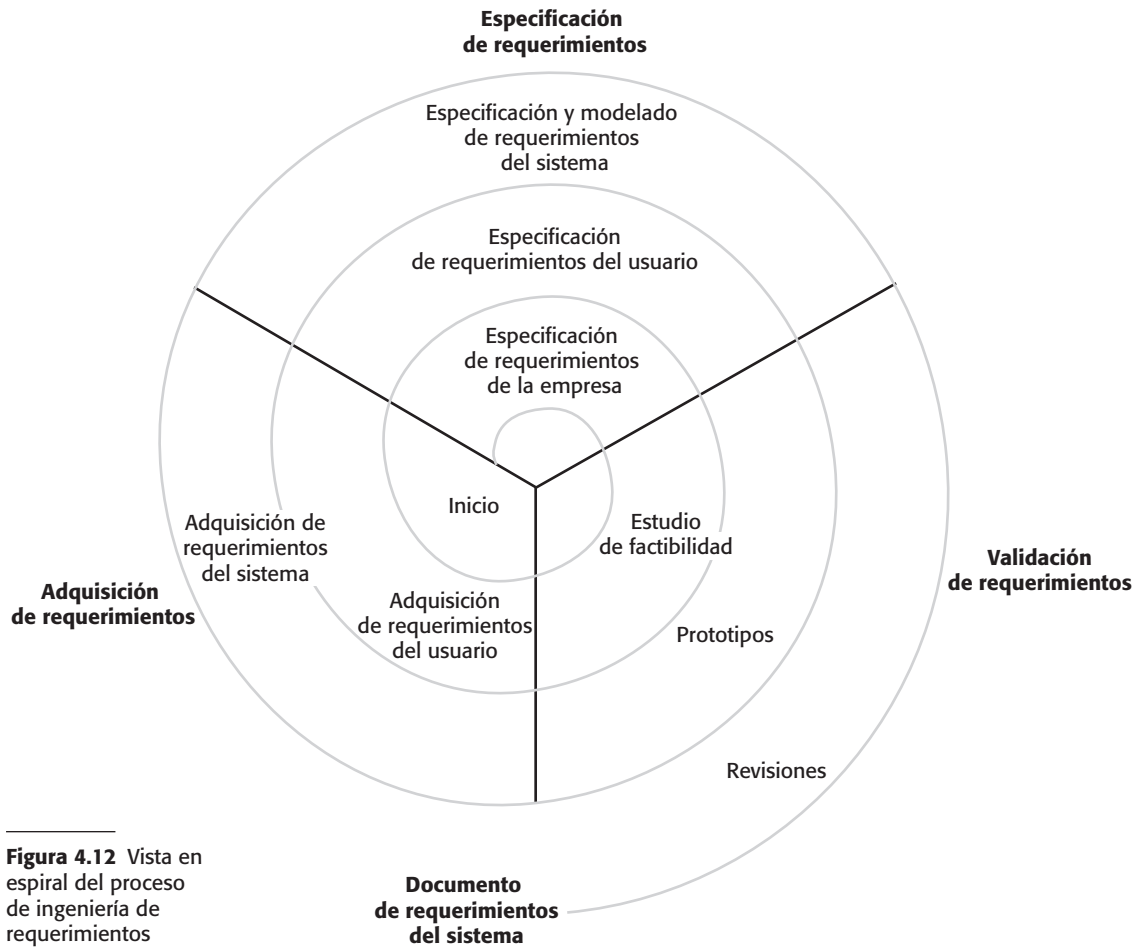 Especificación
de requerimientos
Especificación y modelado
de requerimientos
del sistema
Especificación
de requerimientos del usuario
Especificación
de requerimientos
de la empresa
Inicio
Estudio
de factibilidad
Adquisición de
requerimientos
del sistema
Validación
de requerimientos
Adquisición
de requerimientos
Adquisición
de requerimientos
del usuario
Prototipos
Revisiones
Figura 4.12 Vista en
espiral del proceso
de ingeniería de
requerimientos
Documento
de requerimientos
del sistema